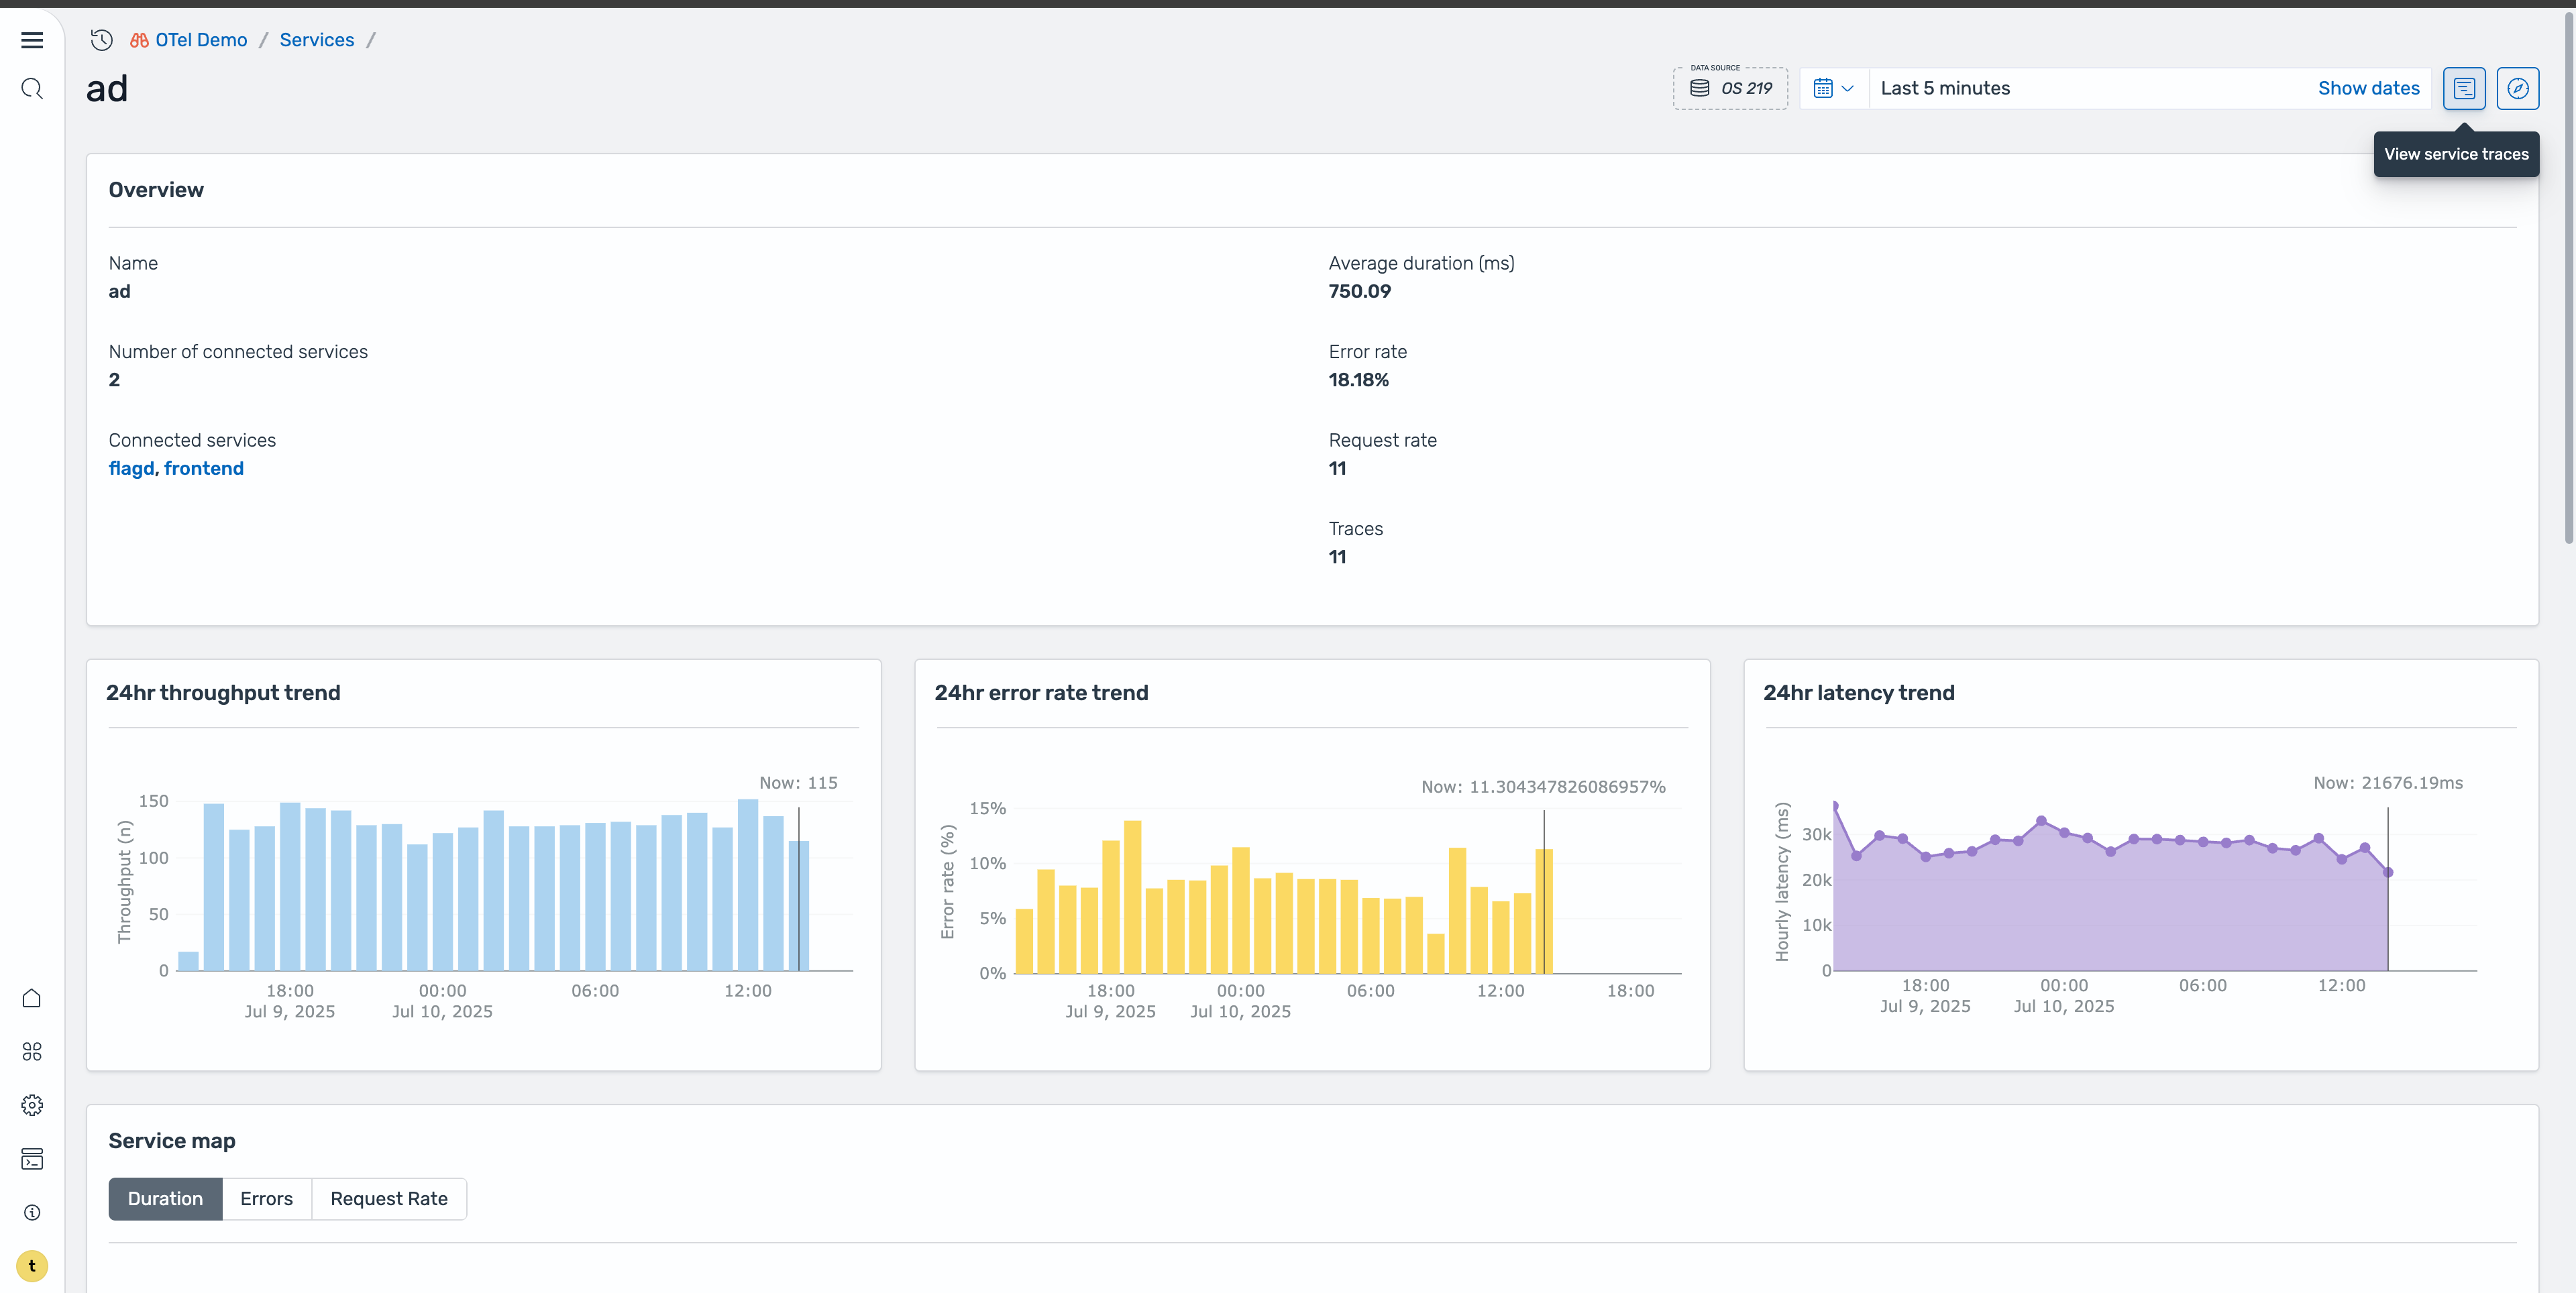 OTel Demo / Services /
ad
DATA SOURCE
OS 219
Last 5 minutes
Show dates
View service traces
Overview
Name
ad
Number of connected services
2
Connected services
flagd, frontend
Average duration (ms)
750.09
Error rate
18.18%
Request rate
11
Traces
11
24hr throughput trend
Now: 115
Throughput (n)
150
100
50
0
18:00
Jul 9, 2025
00:00
Jul 10, 2025
06:00
12:00
24hr error rate trend
Now: 11.304347826086957%
Error rate (%)
15%
10%
5%
0%
18:00
Jul 9, 2025
00:00
Jul 10, 2025
06:00
12:00
18:00
24hr latency trend
Now: 21676.19ms
Hourly latency (ms)
30k
20k
10k
0
18:00
Jul 9, 2025
00:00
Jul 10, 2025
06:00
12:00
Service map
Duration
Errors
Request Rate
t